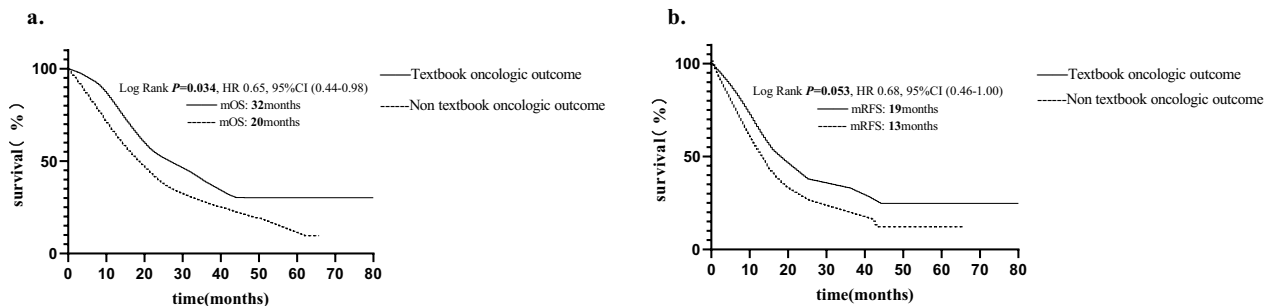 a.
survival( %)
100
50
0
0 10 20 30 40 50 60 70 80
time(months)
Log Rank P=0.034, HR 0.65, 95%CI (0.44-0.98)
mOS: 32months
mOS: 20months
Textbook oncologic outcome
Non textbook oncologic outcome
b.
survival( %)
100
50
0
0 10 20 30 40 50 60 70 80
time(months)
Log Rank P=0.053, HR 0.68, 95%CI (0.46-1.00)
mRFS: 19months
mRFS: 13months
Textbook oncologic outcome
Non textbook oncologic outcome